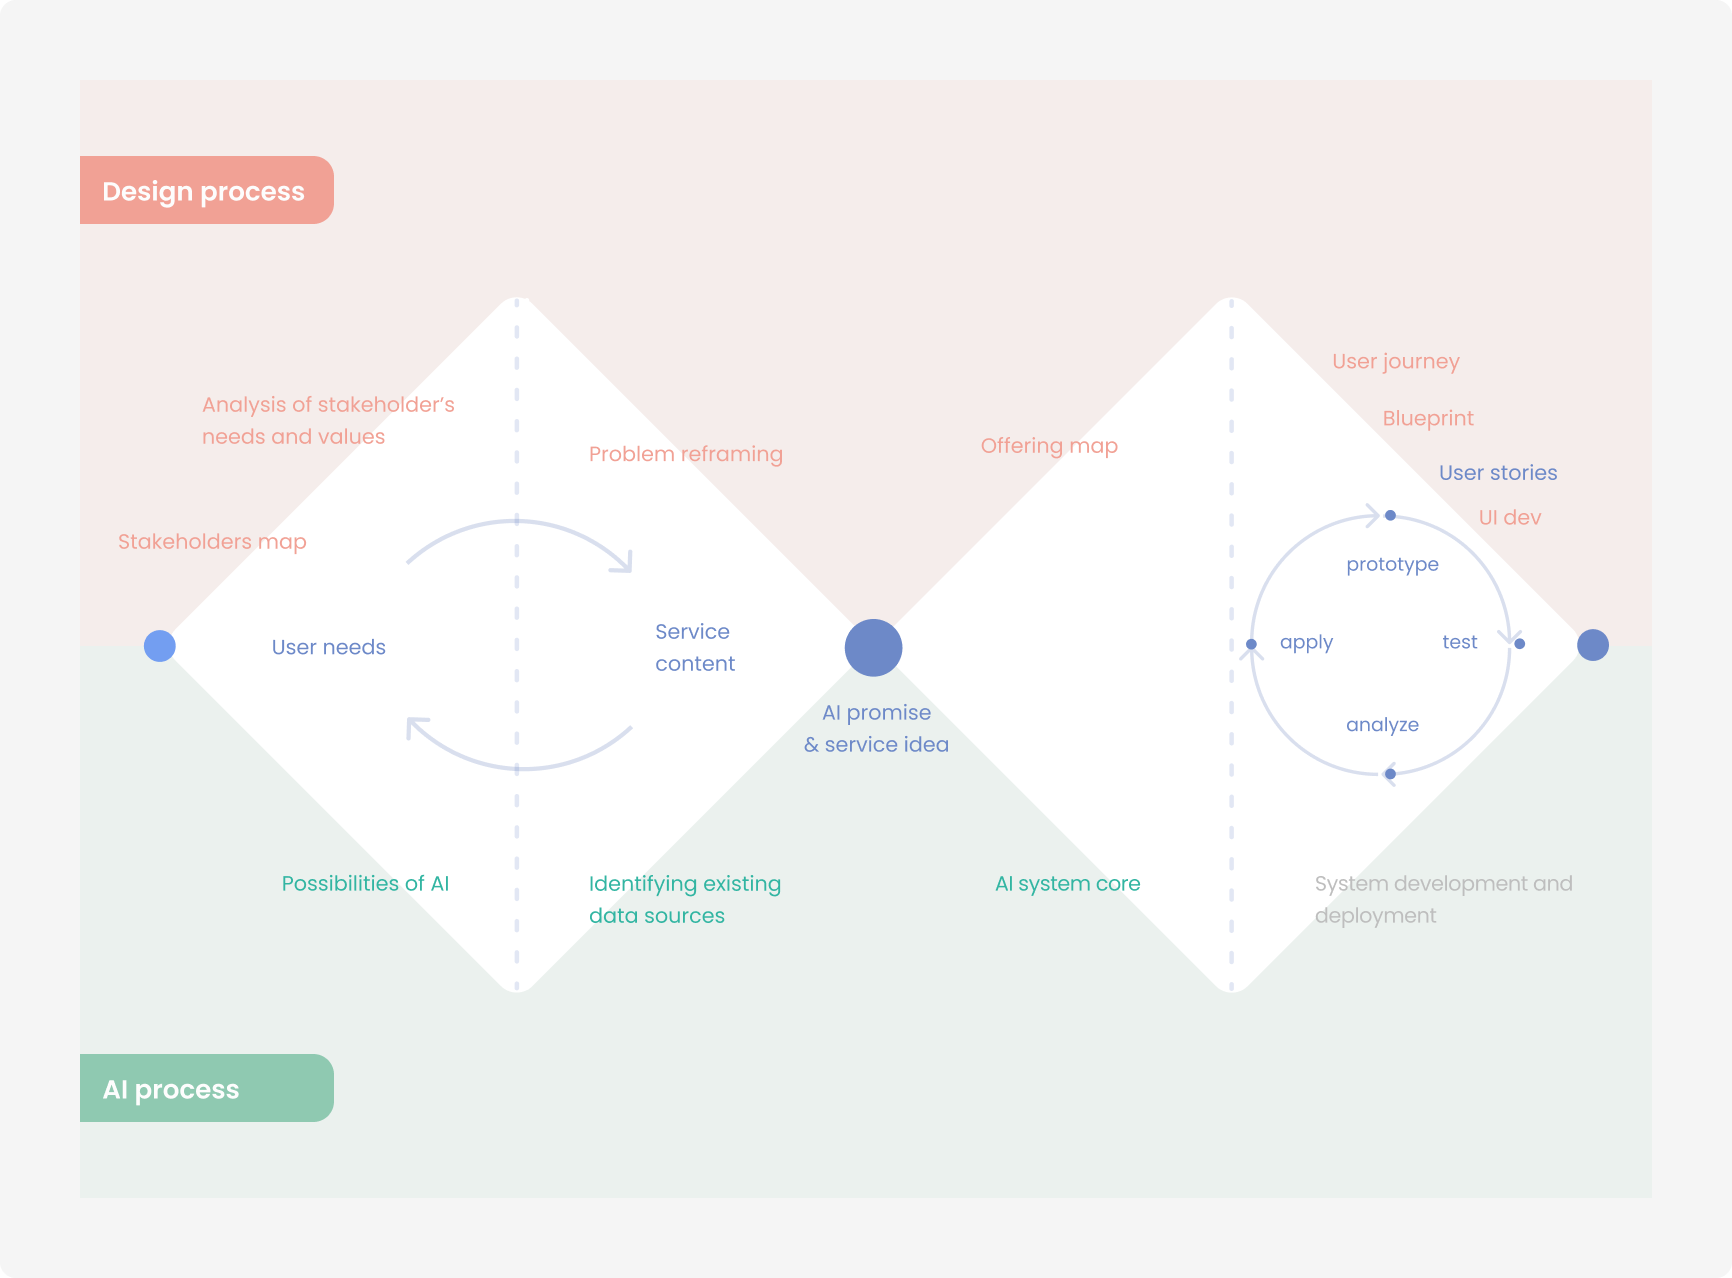 Design process
Analysis of stakeholder’s
needs and values
Stakeholders map
Problem reframing
Offering map
User journey
Blueprint
User stories
UI dev
User needs
Service
content
AI promise
& service idea
prototype
apply
test
analyze
Possibilities of AI
Identifying existing
data sources
AI system core
System development and
deployment
AI process